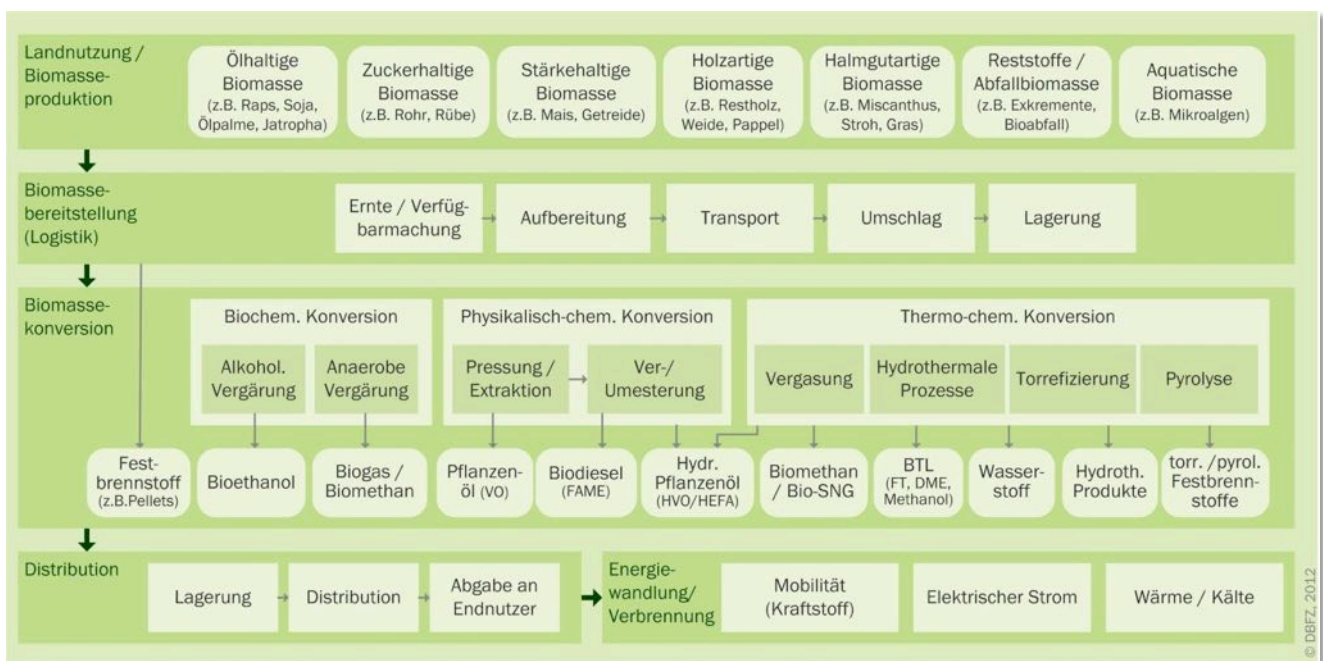 Landnutzung /
Biomasse-
produktion
Ölhaltige
Biomasse
(z.B. Raps, Soja,
Ölpalme, Jatropha)
Zuckerhaltige
Biomasse
(z.B. Rohr, Rübe)
Stärkehaltige
Biomasse
(z.B. Mais, Getreide)
Holzartige
Biomasse
(z.B. Restholz,
Weide, Pappel)
Halmgutartige
Biomasse
(z.B. Miscanthus,
Stroh, Gras)
Reststoffe /
Abfallbiomasse
(z.B. Exkremente,
Bioabfall)
Aquatische
Biomasse
(z.B. Mikroalgen)
Biomasse-
bereitstellung
(Logistik)
Ernte / Verfüg-
barmachung
Aufbereitung
Transport
Umschlag
Lagerung
Biomasse-
konversion
Biochem. Konversion
Alkohol.
Vergärung
Anaerobe
Vergärung
Physikalisch-chem. Konversion
Pressung /
Extraktion
Ver-/
Umesterung
Thermo-chem. Konversion
Vergasung
Hydrothermale
Prozesse
Torrefizierung
Pyrolyse
Fest-
brennstoff
(z.B.Pellets)
Bioethanol
Biogas /
Biomethan
Pflanzen-
öl (VO)
Biodiesel
(FAME)
Hydr.
Pflanzenöl
(HVO/HEFA)
Biomethan
/ Bio-SNG
BTL
(FT, DME,
Methanol)
Wasser-
stoff
Hydroth.
Produkte
torr. /pyrol.
Festbrenn-
stoffe
Distribution
Lagerung
Distribution
Abgabe an
Endnutzer
Energie-
wandlung/
Verbrennung
Mobilität
(Kraftstoff)
Elektrischer Strom
Wärme / Kälte
© DBFZ, 2012